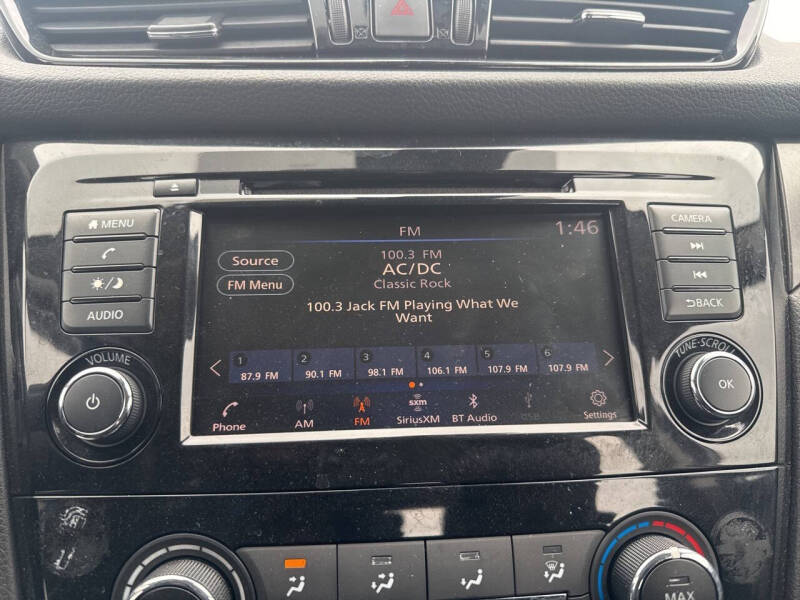 MENU
AUDIO
VOLUME
FM
1:46
Source
FM Menu
100.3 FM
AC/DC
Classic Rock
100.3 Jack FM Playing What We
Want
1 87.9 FM
2 90.1 FM
3 98.1 FM
4 106.1 FM
5 107.9 FM
6 107.9 FM
Phone
AM
FM
sxm
SiriusXM
BT Audio
USB
Settings
CAMERA
BACK
TUNE·SCROLL
OK
MAX